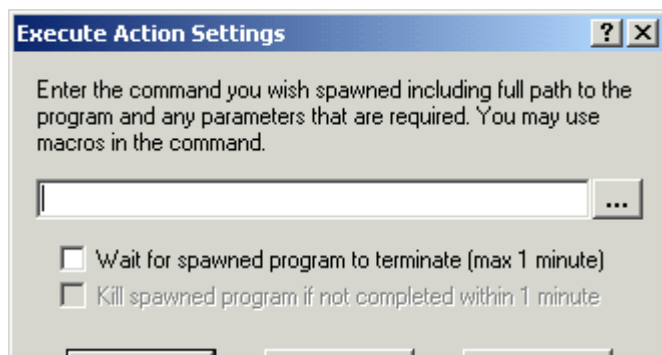 Execute Action Settings
Enter the command you wish spawned including full path to the
program and any parameters that are required. You may use
macros in the command.
...
Wait for spawned program to terminate (max 1 minute)
Kill spawned program if not completed within 1 minute